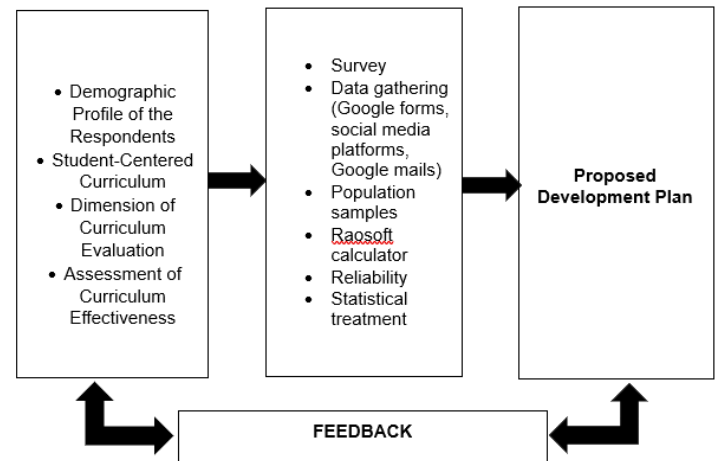 • Demographic
Profile of the
Respondents
• Student-Centered
Curriculum
• Dimension of
Curriculum
Evaluation
• Assessment of
Curriculum
Effectiveness
• Survey
• Data gathering
(Google forms,
social media
platforms,
Google mails)
• Population
samples
• Raosoft
calculator
• Reliability
• Statistical
treatment
Proposed
Development Plan
FEEDBACK